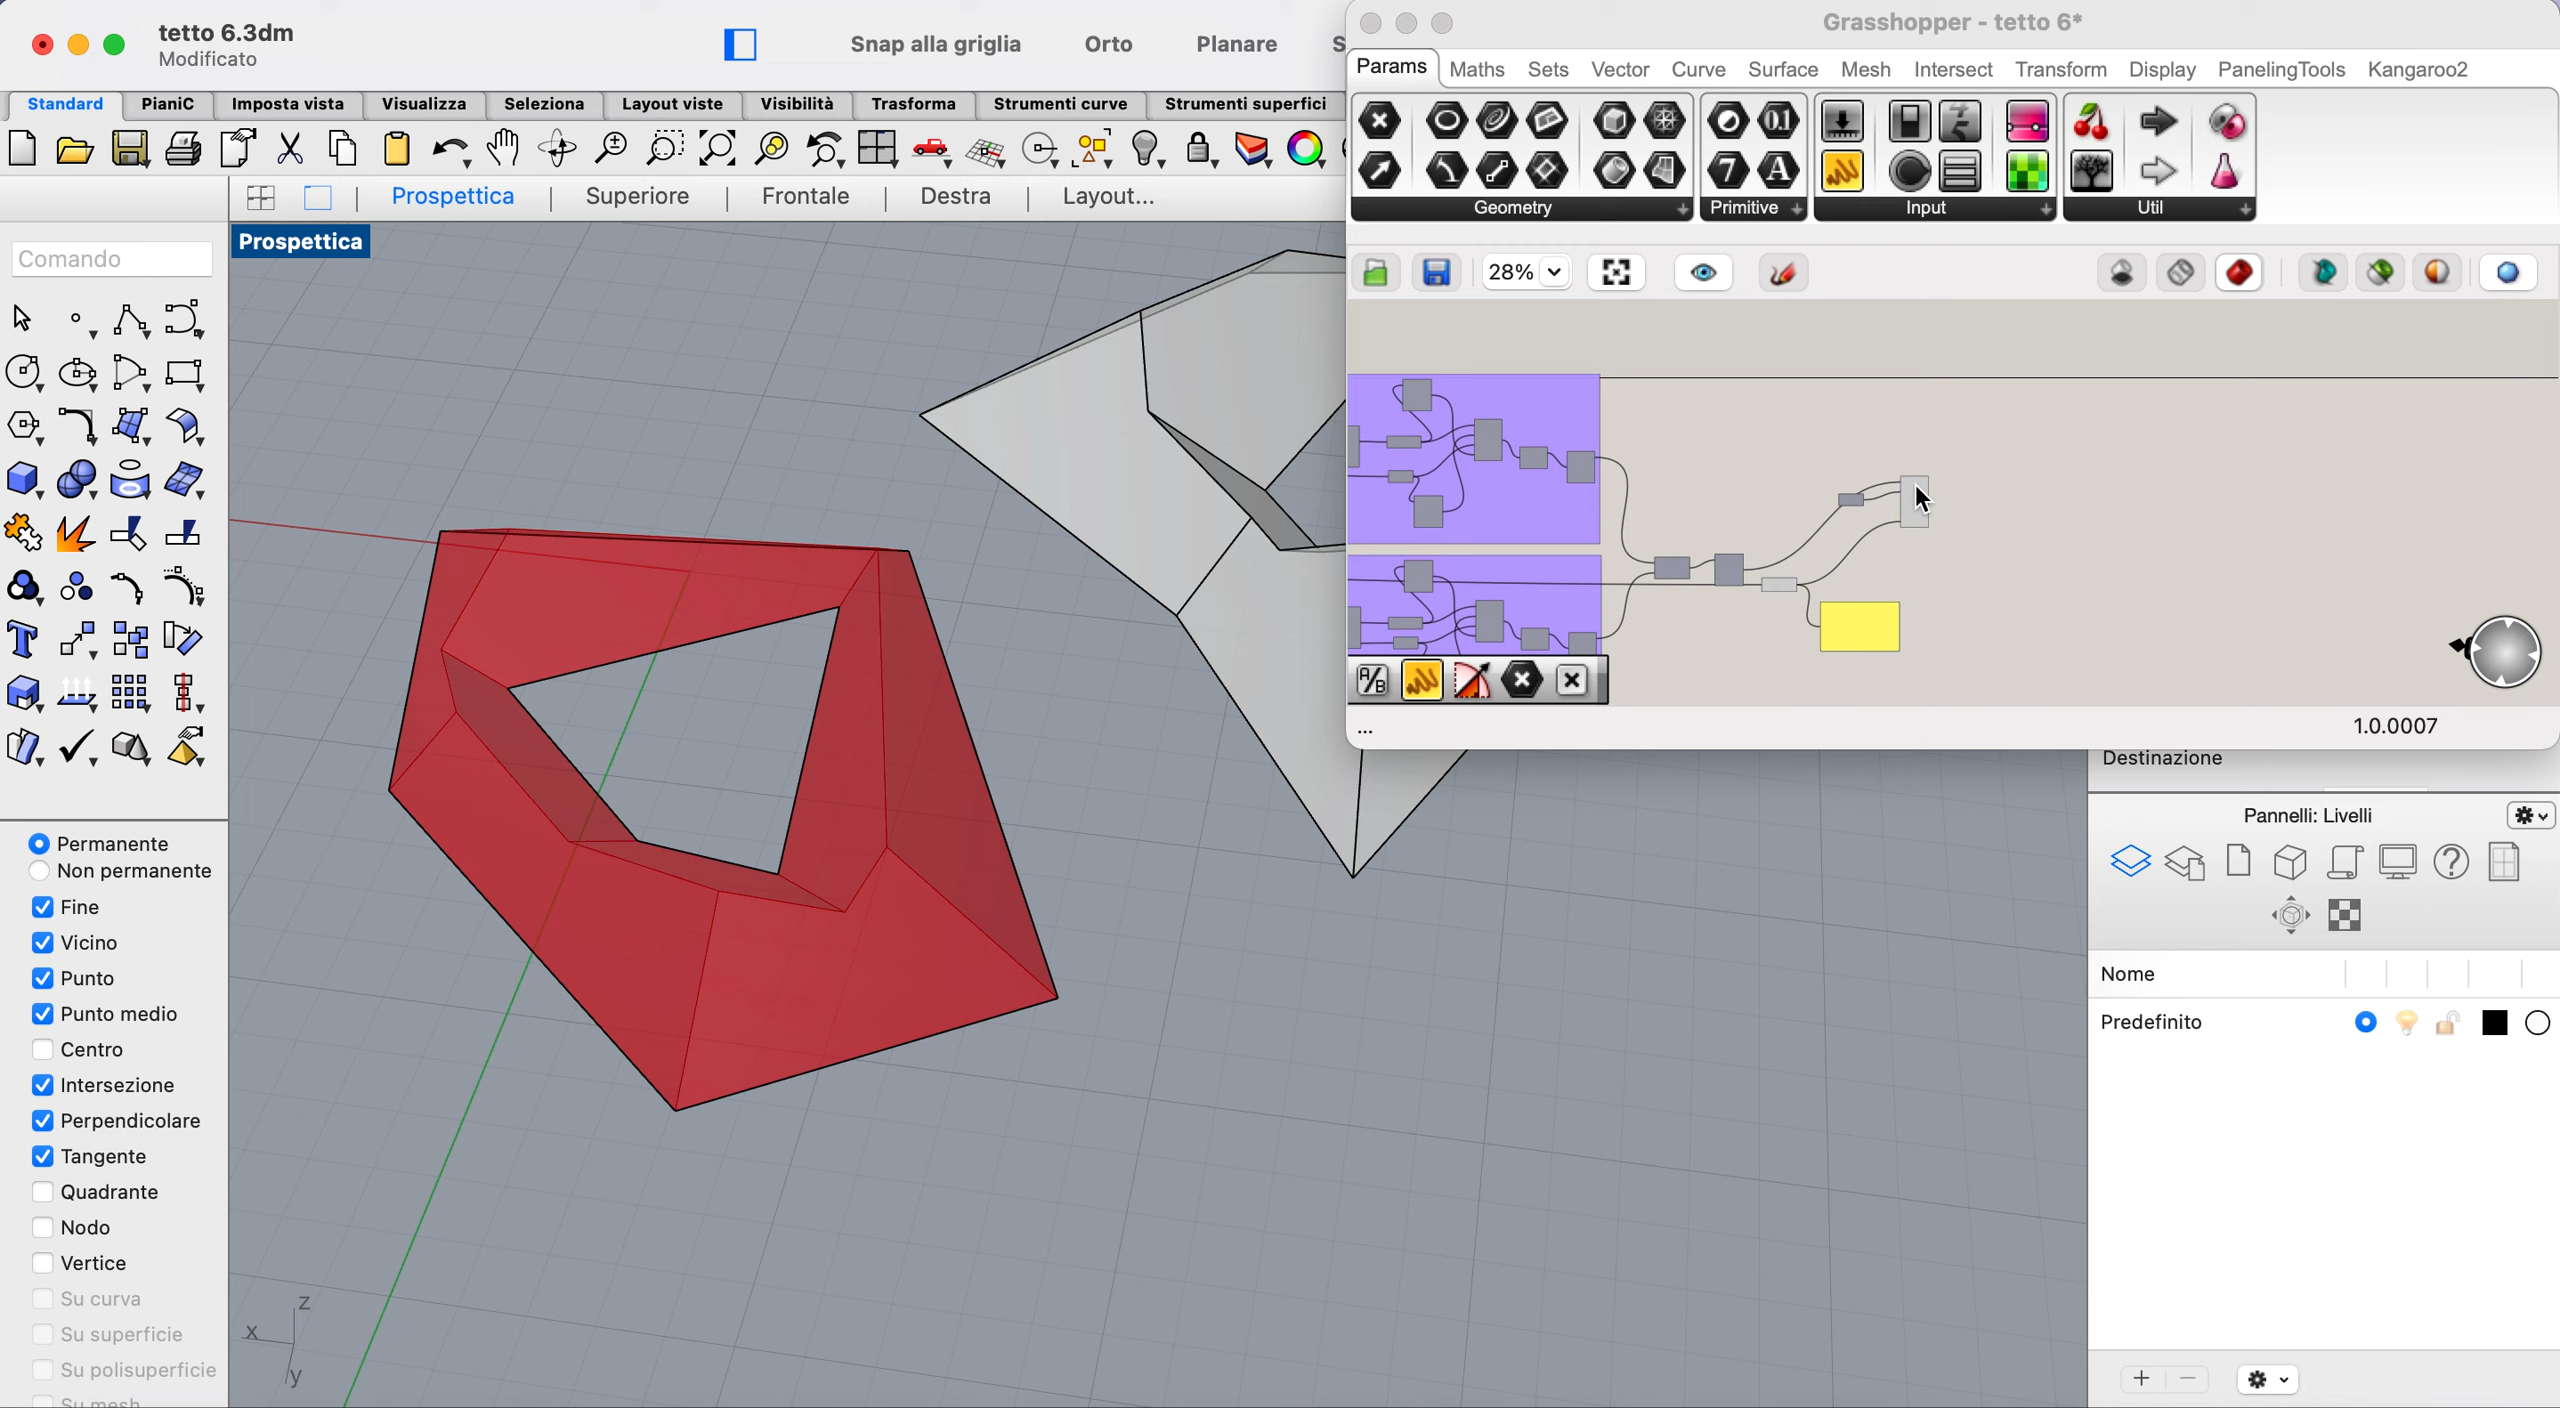 tetto 6.3dm
Modificato
Snap alla griglia
Orto
Planare
S
Standard
PianiC
Imposta vista
Visualizza
Seleziona
Layout viste
Visibilità
Trasforma
Strumenti curve
Strumenti superfici
Prospettica
Superiore
Frontale
Destra
Layout...
Prospettica
Comando
Permanente
Non permanente
Fine
Vicino
Punto
Punto medio
Centro
Intersezione
Perpendicolare
Tangente
Quadrante
Nodo
Vertice
Su curva
Su superficie
Su polisuperficie
Su mesh
z
x
y
Grasshopper - tetto 6*
Params
Maths
Sets
Vector
Curve
Surface
Mesh
Intersect
Transform
Display
PanelingTools
Kangaroo2
Geometry
Primitive
Input
Util
28%
...
1.0.0007
Destinazione
Pannelli: Livelli
Nome
Predefinito